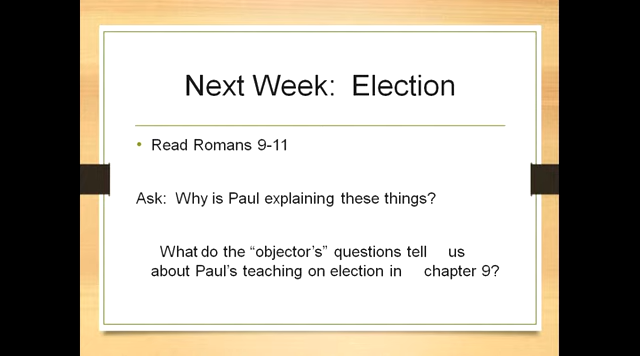 Next Week:  Election
• Read Romans 9-11
Ask:  Why is Paul explaining these things?
What do the “objector’s” questions tell    us
about Paul’s teaching on election in    chapter 9?